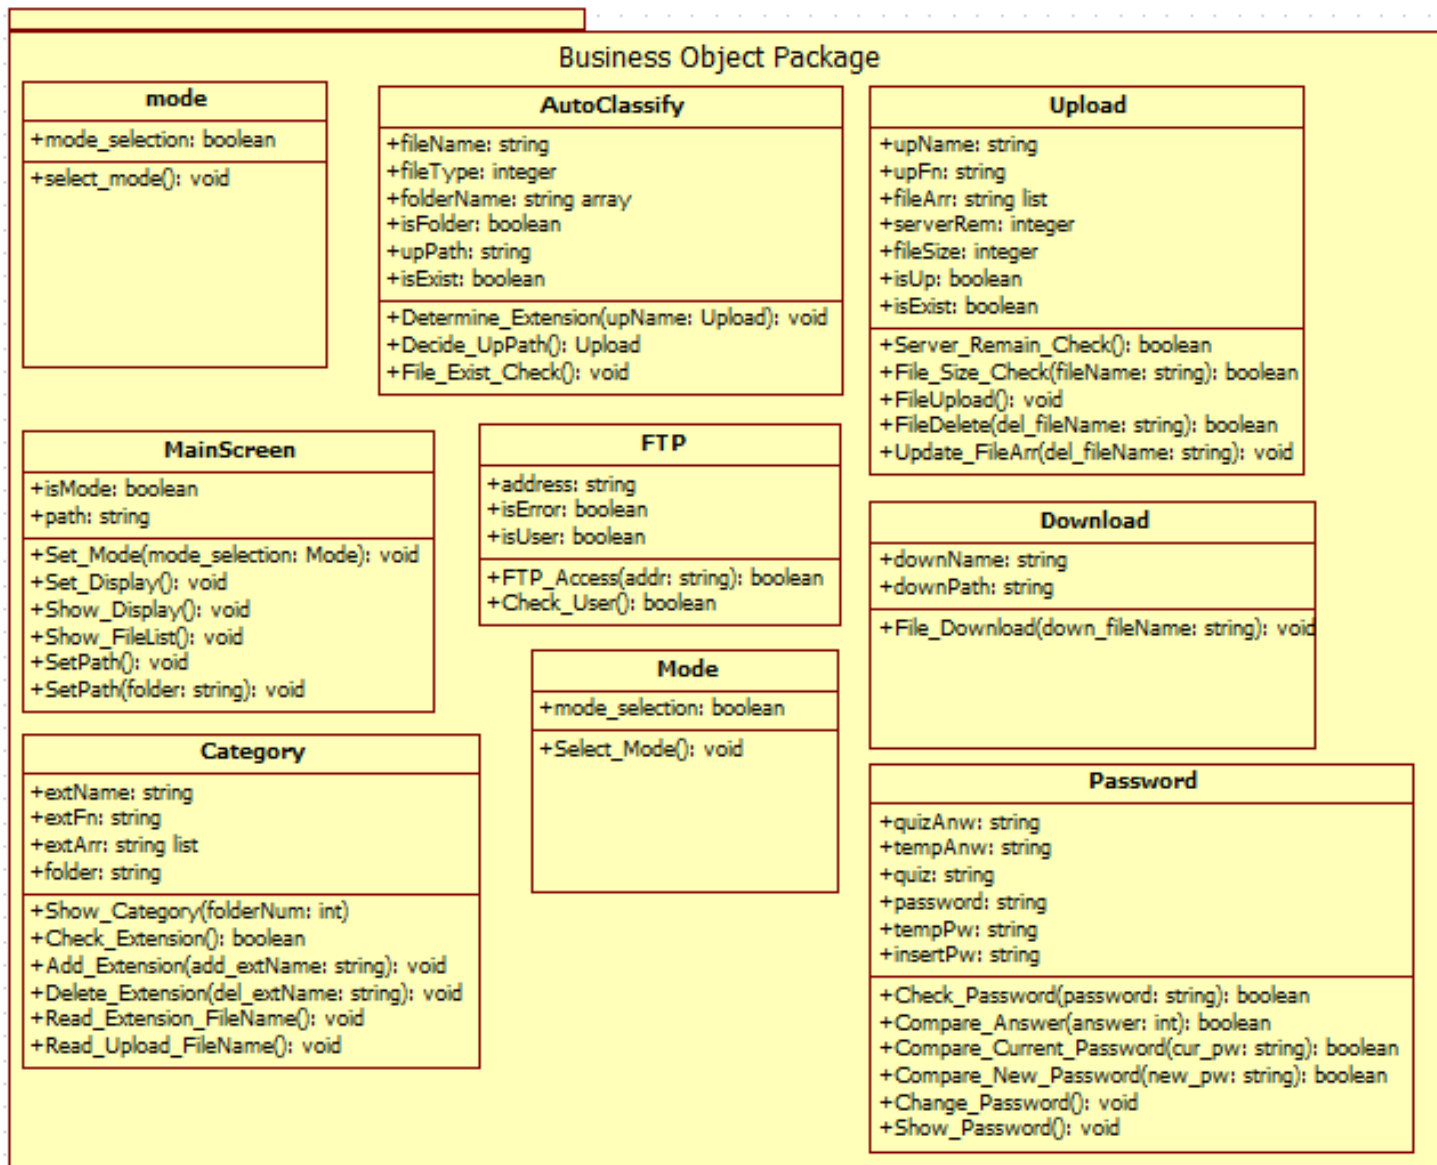 Business Object Package
mode
+mode_selection: boolean
+select_mode(): void
AutoClassify
+fileName: string
+fileType: integer
+folderName: string array
+isFolder: boolean
+upPath: string
+isExist: boolean
+Determine_Extension(upName: Upload): void
+Decide_UpPath(): Upload
+File_Exist_Check(): void
Upload
+upName: string
+upFn: string
+fileArr: string list
+serverRem: integer
+fileSize: integer
+isUp: boolean
+isExist: boolean
+Server_Remain_Check(): boolean
+File_Size_Check(fileName: string): boolean
+FileUpload(): void
+FileDelete(del_fileName: string): boolean
+Update_FileArr(del_fileName: string): void
MainScreen
+isMode: boolean
+path: string
+Set_Mode(mode_selection: Mode): void
+Set_Display(): void
+Show_Display(): void
+Show_FileList(): void
+SetPath(): void
+SetPath(folder: string): void
FTP
+address: string
+isError: boolean
+isUser: boolean
+FTP_Access(addr: string): boolean
+Check_User(): boolean
Download
+downName: string
+downPath: string
+File_Download(down_fileName: string): void
Mode
+mode_selection: boolean
+Select_Mode(): void
Category
+extName: string
+extFn: string
+extArr: string list
+folder: string
+Show_Category(folderNum: int)
+Check_Extension(): boolean
+Add_Extension(add_extName: string): void
+Delete_Extension(del_extName: string): void
+Read_Extension_FileName(): void
+Read_Upload_FileName(): void
Password
+quizAnw: string
+tempAnw: string
+quiz: string
+password: string
+tempPw: string
+insertPw: string
+Check_Password(password: string): boolean
+Compare_Answer(answer: int): boolean
+Compare_Current_Password(cur_pw: string): boolean
+Compare_New_Password(new_pw: string): boolean
+Change_Password(): void
+Show_Password(): void